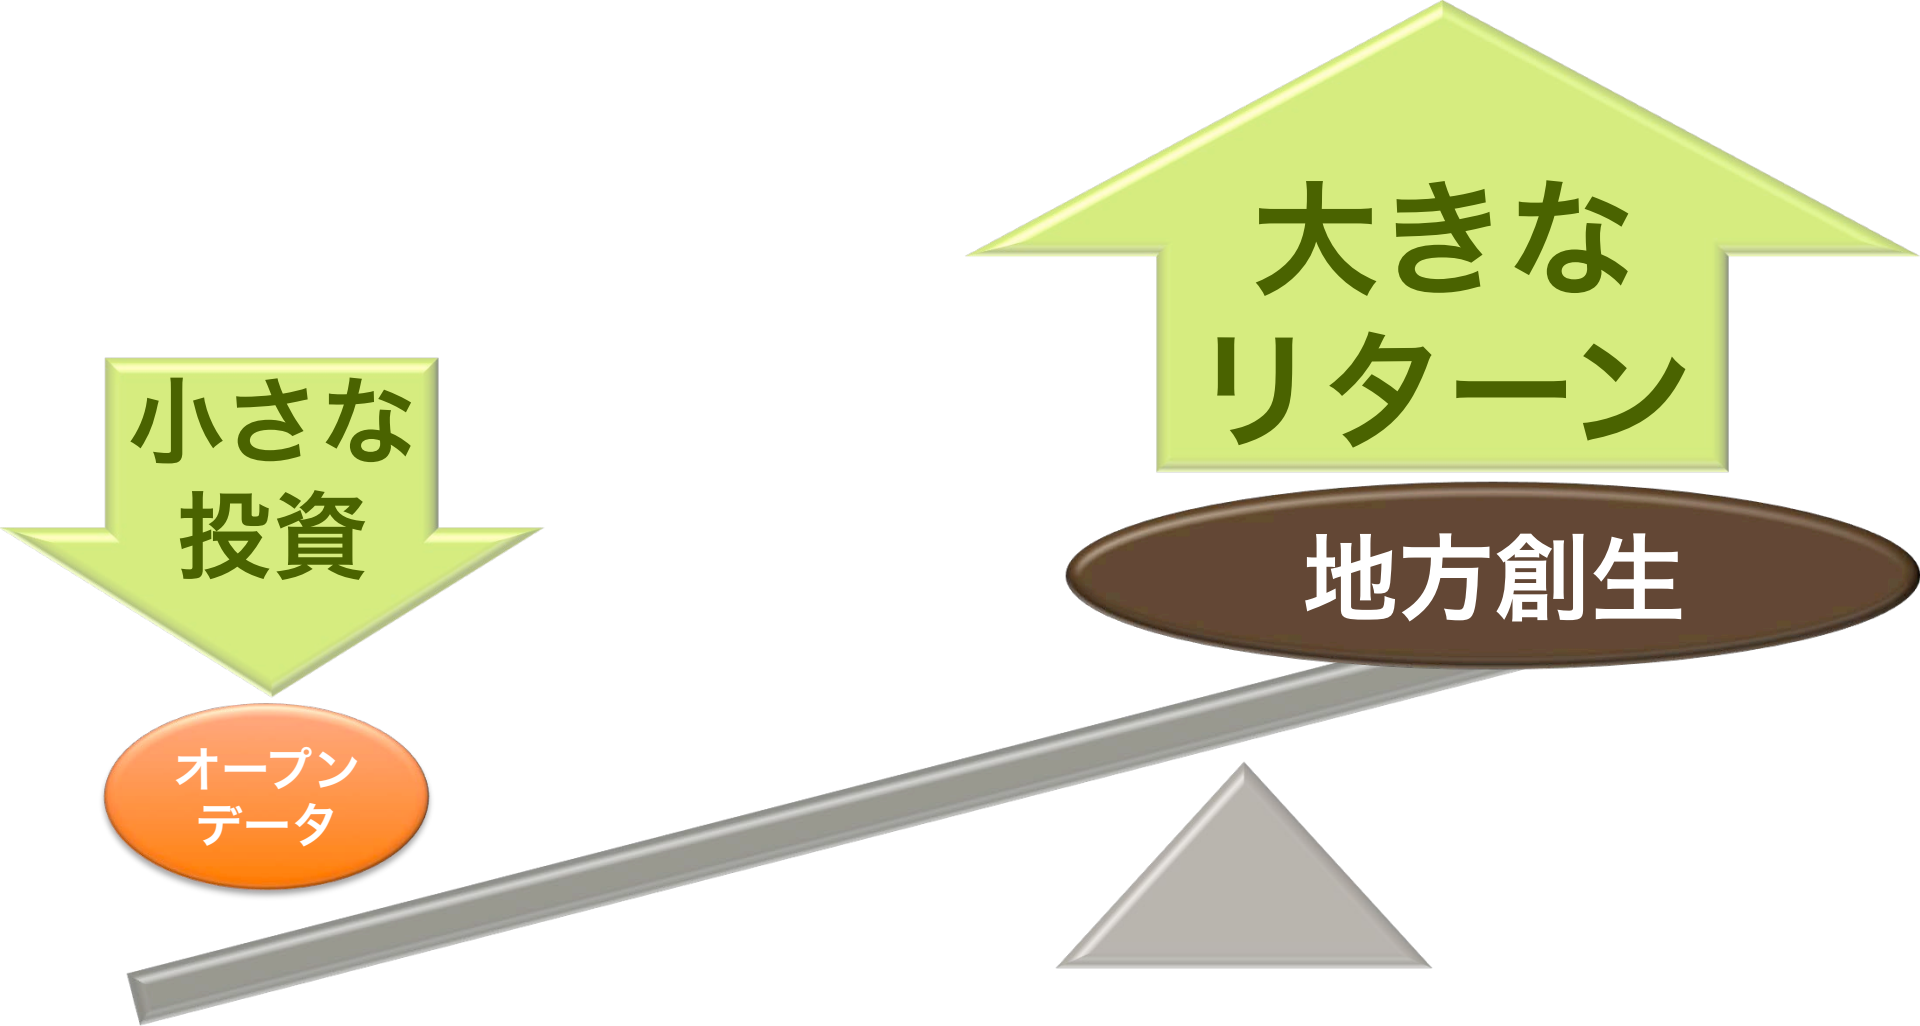 小さな
投資
オープン
データ
大きな
リターン
地方創生